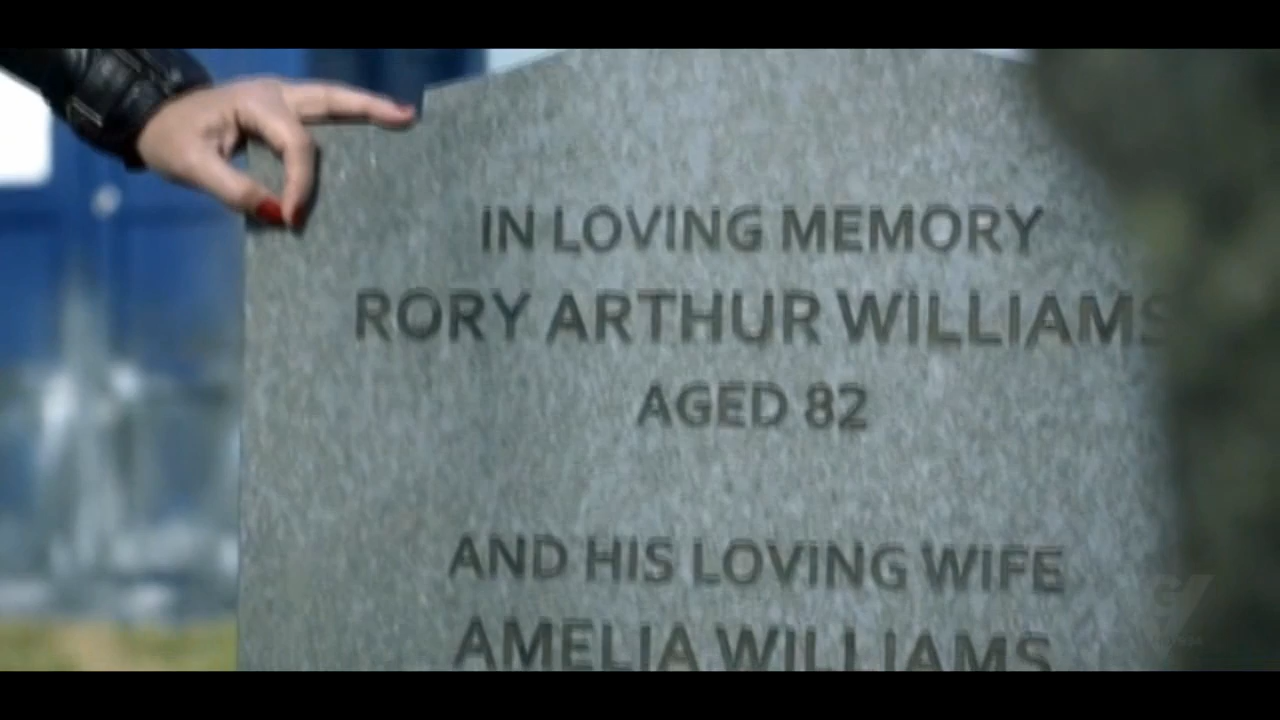 IN LOVING MEMORY
RORY ARTHUR WILLIAMS
AGED 82
AND HIS LOVING WIFE
AMELIA WILLIAMS